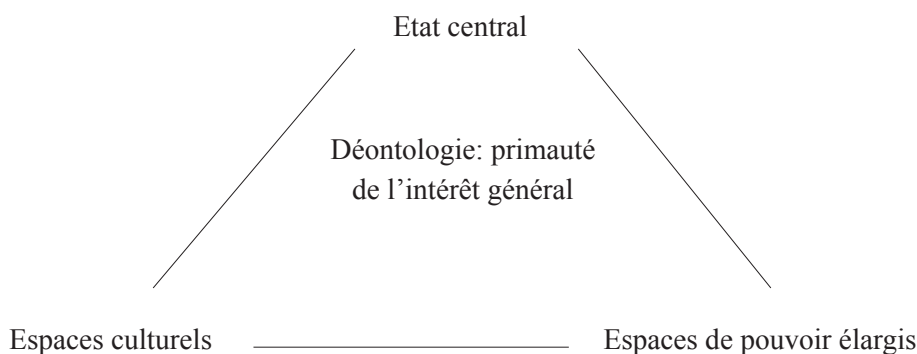 Etat central
Déontologie: primauté
de l’intérêt général
Espaces culturels
Espaces de pouvoir élargis